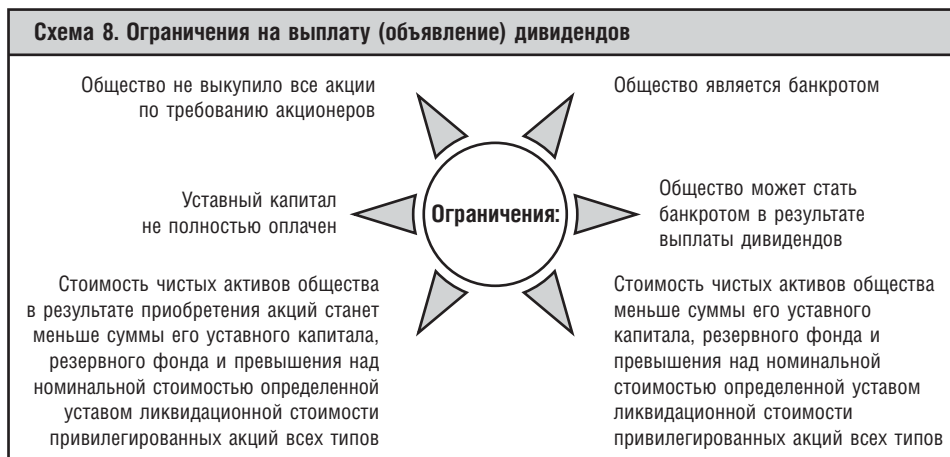 Схема 8. Ограничения на выплату (объявление) дивидендов
Общество не выкупило все акции
по требованию акционеров
Общество является банкротом
Уставный капитал
не полностью оплачен
Ограничения:
Общество может стать
банкротом в результате
выплаты дивидендов
Стоимость чистых активов общества
в результате приобретения акций станет
меньше суммы его уставного капитала,
резервного фонда и превышения над
номинальной стоимостью определенной
уставом ликвидационной стоимости
привилегированных акций всех типов
Стоимость чистых активов общества
меньше суммы его уставного
капитала, резервного фонда и
превышения над номинальной
стоимостью определенной уставом
ликвидационной стоимости
привилегированных акций всех типов